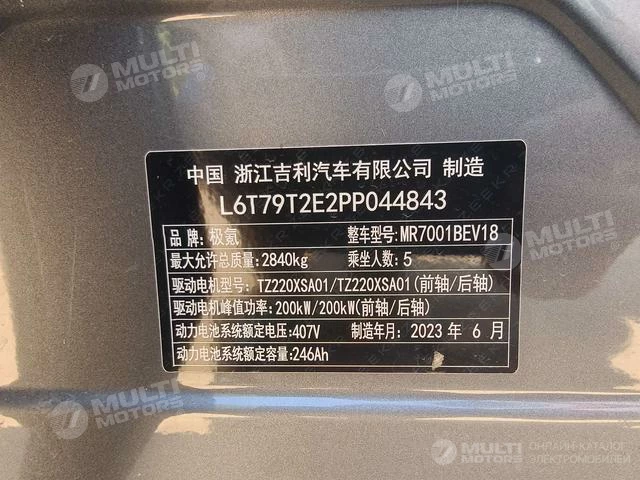 MULTI MOTORS
MULTI MOTORS
中国 浙江吉利汽车有限公司 制造
L6T79T2E2PP044843
品牌: 极氪 整车型号: MR7001BEV18
最大允许总质量: 2840kg 乘坐人数: 5
驱动电机型号: TZ220XSA01/TZ220XSA01(前轴/后轴)
驱动电机峰值功率: 200kW/200kW(前轴/后轴)
动力电池系统额定电压: 407V 制造年月: 2023 年 6 月
动力电池系统额定容量: 246Ah
MULTI MOTORS
MULTI MOTORS
MULTI MOTORS
ОНЛАЙН-КАТАЛОГ
ЭЛЕКТРОМОБИЛЕЙ